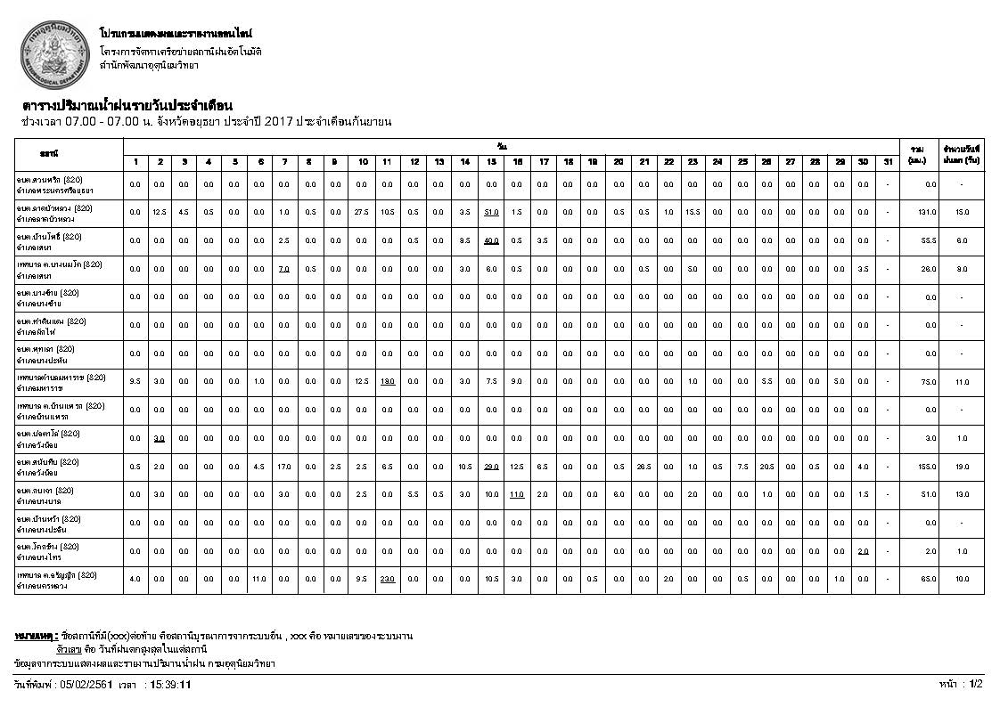 กรมอุตุนิยมวิทยา
METEOROLOGICAL DEPARTMENT
โปรแกรมแสดงผลและรายงานออนไลน์
โครงการจัดหาเครือข่ายสถานีฝนอัตโนมัติ
สำนักพัฒนาอุตุนิยมวิทยา
ตารางปริมาณน้ำฝนรายวันประจำเดือน
ช่วงเวลา 07.00 - 07.00 น. จังหวัดอยุธยา ประจำปี 2017 ประจำเดือนกันยายน
สถานี วัน รวม (มม.) จำนวนวันที่ ฝนตก (วัน)
1 2 3 4 5 6 7 8 9 10 11 12 13 14 15 16 17 18 19 20 21 22 23 24 25 26 27 28 29 30 31
อบต.สวนพริก (820)
อำเภอพระนครศรีอยุธยา
0.0 0.0 0.0 0.0 0.0 0.0 0.0 0.0 0.0 0.0 0.0 0.0 0.0 0.0 0.0 0.0 0.0 0.0 0.0 0.0 0.0 0.0 0.0 0.0 0.0 0.0 0.0 0.0 0.0 0.0 - 0.0 -
อบต.ลาดบัวหลวง (820)
อำเภอลาดบัวหลวง
0.0 12.5 4.5 0.5 0.0 0.0 1.0 0.5 0.0 27.5 10.5 0.5 0.0 3.5 51.0 1.5 0.0 0.0 0.0 0.5 0.5 1.0 15.5 0.0 0.0 0.0 0.0 0.0 0.0 0.0 - 131.0 15.0
อบต.บ้านโพธิ์ (820)
อำเภอเสนา
0.0 0.0 0.0 0.0 0.0 0.0 2.5 0.0 0.0 0.0 0.0 0.5 0.0 8.5 40.0 0.5 3.5 0.0 0.0 0.0 0.0 0.0 0.0 0.0 0.0 0.0 0.0 0.0 0.0 0.0 - 55.5 6.0
เทศบาล ต.บางนมโค (820)
อำเภอเสนา
0.0 0.0 0.0 0.0 0.0 0.0 7.0 0.5 0.0 0.0 0.0 0.0 0.0 3.0 6.0 0.5 0.0 0.0 0.0 0.0 0.5 0.0 5.0 0.0 0.0 0.0 0.0 0.0 0.0 3.5 - 26.0 8.0
อบต.บางซ้าย (820)
อำเภอบางซ้าย
0.0 0.0 0.0 0.0 0.0 0.0 0.0 0.0 0.0 0.0 0.0 0.0 0.0 0.0 0.0 0.0 0.0 0.0 0.0 0.0 0.0 0.0 0.0 0.0 0.0 0.0 0.0 0.0 0.0 0.0 - 0.0 -
อบต.ท่าดินแดง (820)
อำเภอผักไห่
0.0 0.0 0.0 0.0 0.0 0.0 0.0 0.0 0.0 0.0 0.0 0.0 0.0 0.0 0.0 0.0 0.0 0.0 0.0 0.0 0.0 0.0 0.0 0.0 0.0 0.0 0.0 0.0 0.0 0.0 - 0.0 -
อบต.พุทเลา (820)
อำเภอบางปะหัน
0.0 0.0 0.0 0.0 0.0 0.0 0.0 0.0 0.0 0.0 0.0 0.0 0.0 0.0 0.0 0.0 0.0 0.0 0.0 0.0 0.0 0.0 0.0 0.0 0.0 0.0 0.0 0.0 0.0 0.0 - 0.0 -
เทศบาลตำบลมหาราช (820)
อำเภอมหาราช
9.5 3.0 0.0 0.0 0.0 1.0 0.0 0.0 0.0 12.5 18.0 0.0 0.0 3.0 7.5 9.0 0.0 0.0 0.0 0.0 0.0 0.0 1.0 0.0 0.0 5.5 0.0 0.0 5.0 0.0 - 75.0 11.0
เทศบาล ต.บ้านแพรก (820)
อำเภอบ้านแพรก
0.0 0.0 0.0 0.0 0.0 0.0 0.0 0.0 0.0 0.0 0.0 0.0 0.0 0.0 0.0 0.0 0.0 0.0 0.0 0.0 0.0 0.0 0.0 0.0 0.0 0.0 0.0 0.0 0.0 0.0 - 0.0 -
อบต.บ่อตาโล่ (820)
อำเภอวังน้อย
0.0 3.0 0.0 0.0 0.0 0.0 0.0 0.0 0.0 0.0 0.0 0.0 0.0 0.0 0.0 0.0 0.0 0.0 0.0 0.0 0.0 0.0 0.0 0.0 0.0 0.0 0.0 0.0 0.0 0.0 - 3.0 1.0
อบต.สนับทึบ (820)
อำเภอวังน้อย
0.5 2.0 0.0 0.0 0.0 4.5 17.0 0.0 2.5 2.5 6.5 0.0 0.0 10.5 29.0 12.5 6.5 0.0 0.0 0.5 26.5 0.0 1.0 0.5 7.5 20.5 0.0 0.5 0.0 4.0 - 155.0 19.0
อบต.กบเจา (820)
อำเภอบางบาล
0.0 3.0 0.0 0.0 0.0 0.0 3.0 0.0 0.0 2.5 0.0 5.5 0.5 3.0 10.0 11.0 2.0 0.0 0.0 6.0 0.0 0.0 2.0 0.0 0.0 1.0 0.0 0.0 0.0 1.5 - 51.0 13.0
อบต.บ้านหว้า (820)
อำเภอบางปะอิน
0.0 0.0 0.0 0.0 0.0 0.0 0.0 0.0 0.0 0.0 0.0 0.0 0.0 0.0 0.0 0.0 0.0 0.0 0.0 0.0 0.0 0.0 0.0 0.0 0.0 0.0 0.0 0.0 0.0 0.0 - 0.0 -
อบต.โคกช้าง (820)
อำเภอบางไทร
0.0 0.0 0.0 0.0 0.0 0.0 0.0 0.0 0.0 0.0 0.0 0.0 0.0 0.0 0.0 0.0 0.0 0.0 0.0 0.0 0.0 0.0 0.0 0.0 0.0 0.0 0.0 0.0 0.0 2.0 - 2.0 1.0
เทศบาล ต.อรัญญิก (820)
อำเภอนครหลวง
4.0 0.0 0.0 0.0 0.0 11.0 0.0 0.0 0.0 9.5 23.0 0.0 0.0 0.0 10.5 3.0 0.0 0.0 0.5 0.0 0.0 2.0 0.0 0.0 0.5 0.0 0.0 0.0 1.0 0.0 - 65.0 10.0
หมายเหตุ : ชื่อสถานีที่มี(xxx)ต่อท้าย คือสถานีบูรณาการจากระบบอื่น , xxx คือ หมายเลขของระบบงาน
ตัวเลข คือ วันที่ฝนตกสูงสุดในแต่สถานี
ข้อมูลจากระบบแสดงผลและรายงานปริมานน้ำฝน กรมอุตุนิยมวิทยา
วันที่พิมพ์ : 05/02/2561 เวลา : 15:39:11
หน้า : 1/2